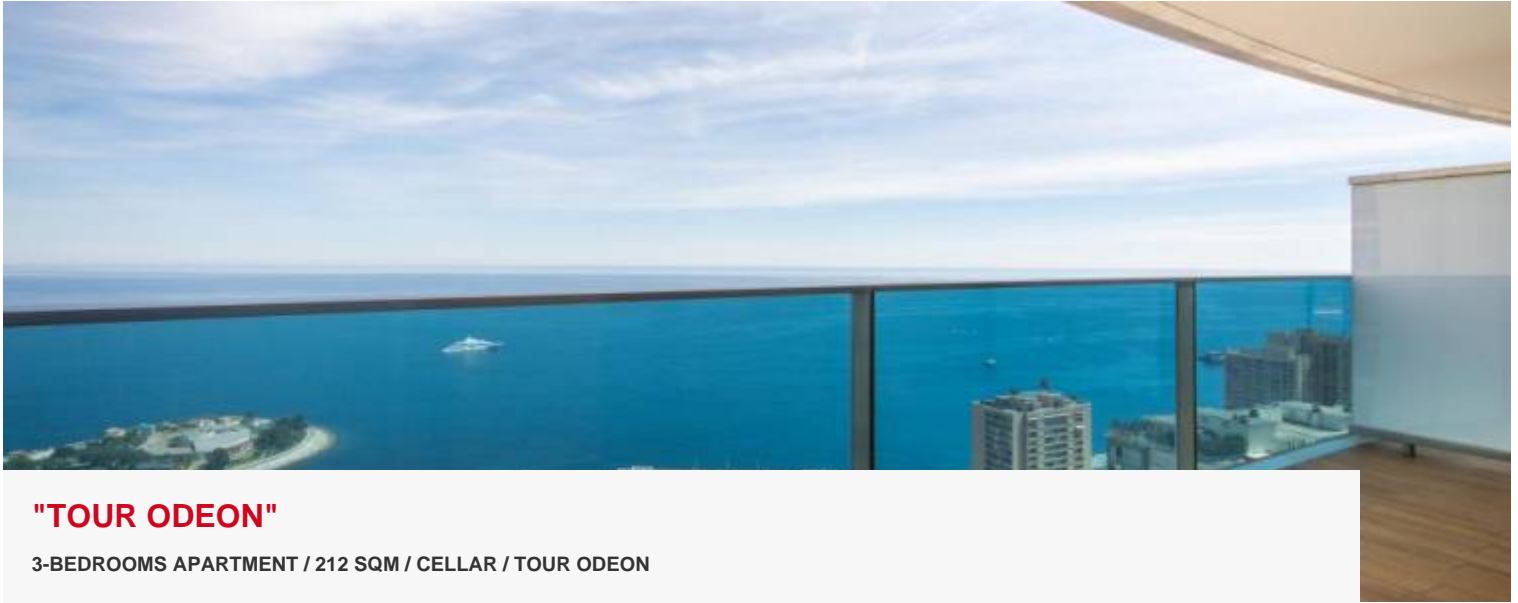 "TOUR ODEON"
3-BEDROOMS APARTMENT / 212 SQM / CELLAR / TOUR ODEON